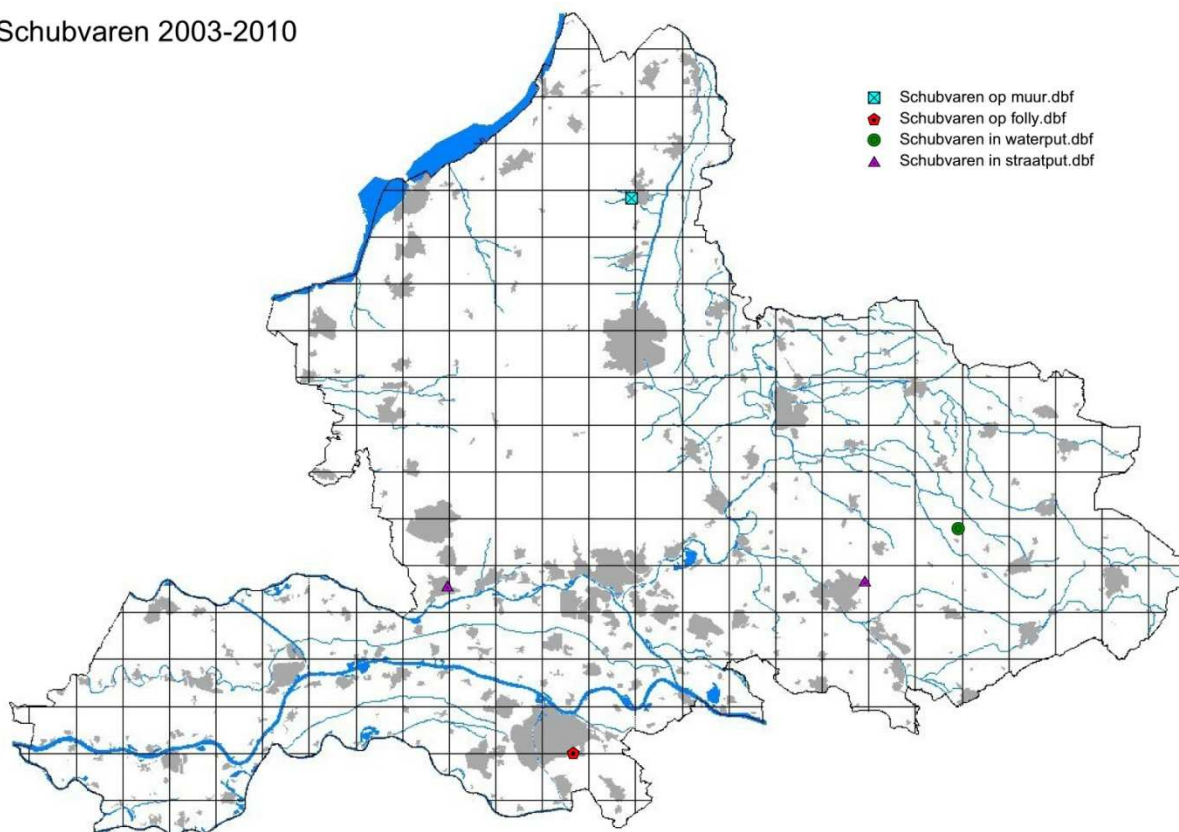 Schubvaren 2003-2010
Schubvaren op muur.dbf
Schubvaren op folly.dbf
Schubvaren in waterput.dbf
Schubvaren in straatput.dbf